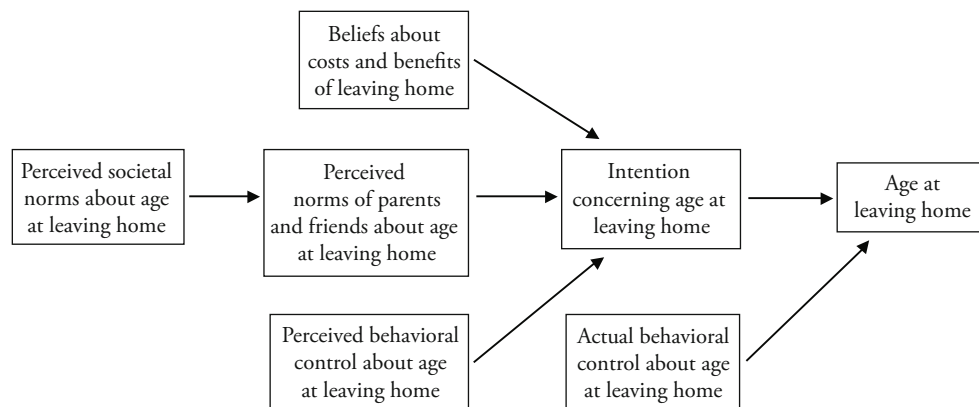 Beliefs about
costs and benefits
of leaving home
Perceived societal
norms about age
at leaving home
Perceived
norms of parents
and friends about age
at leaving home
Intention
concerning age at
leaving home
Age at
leaving home
Perceived behavioral
control about age
at leaving home
Actual behavioral
control about age
at leaving home